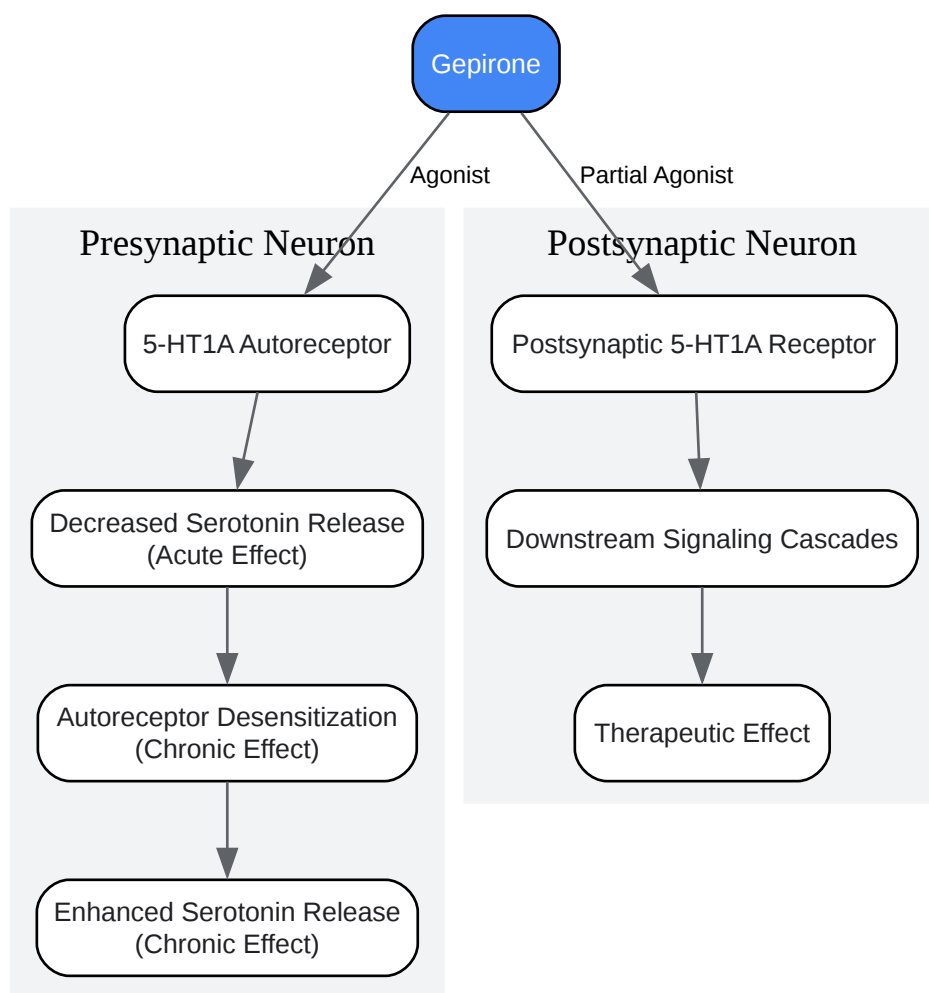 Gepirone
Agonist
Partial Agonist
Presynaptic Neuron
Postsynaptic Neuron
5-HT1A Autoreceptor
Postsynaptic 5-HT1A Receptor
Decreased Serotonin Release
(Acute Effect)
Downstream Signaling Cascades
Autoreceptor Desensitization
(Chronic Effect)
Therapeutic Effect
Enhanced Serotonin Release
(Chronic Effect)